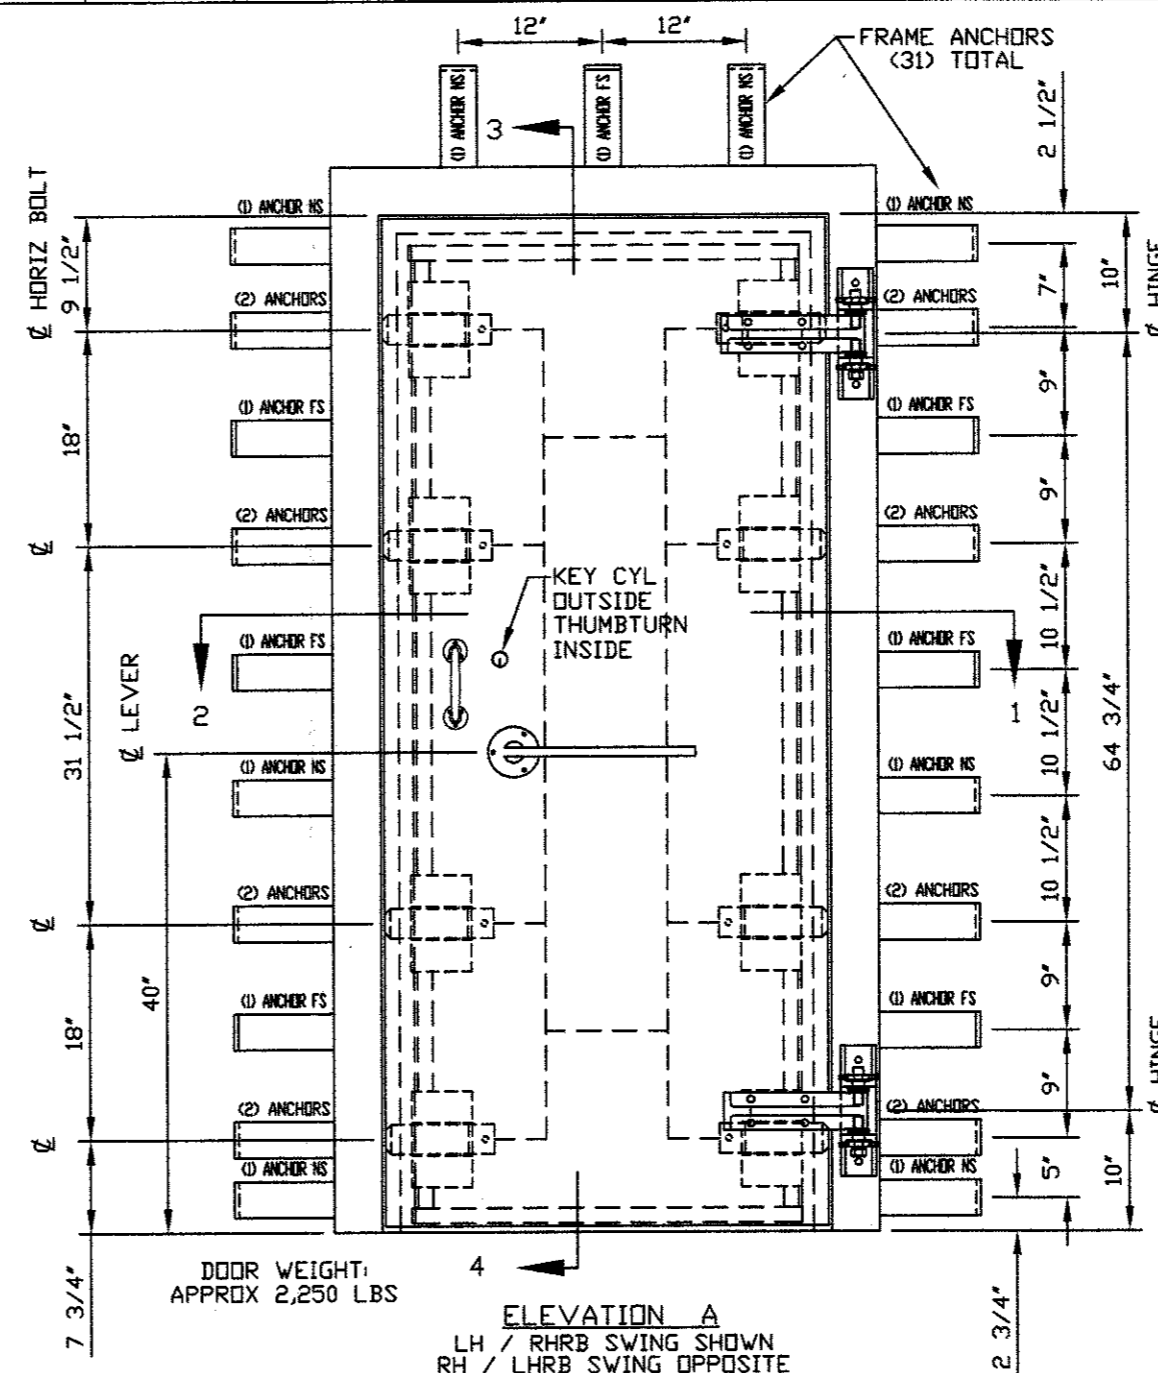 12" 12"
FRAME ANCHORS
(31) TOTAL
(1) ANCHOR NS
(1) ANCHOR FS
(1) ANCHOR NS
3
2 1/2"
℄ HORIZ BOLT
9 1/2"
18"
℄
31 1/2"
℄ LEVER
40"
℄
18"
℄
7 3/4"
(1) ANCHOR NS
(2) ANCHORS
(1) ANCHOR FS
(2) ANCHORS
(1) ANCHOR FS
(1) ANCHOR NS
(2) ANCHORS
(1) ANCHOR FS
(2) ANCHORS
(1) ANCHOR NS
KEY CYL
OUTSIDE
THUMBTURN
INSIDE
2
1
(1) ANCHOR NS
(2) ANCHORS
(1) ANCHOR FS
(2) ANCHORS
(1) ANCHOR FS
(1) ANCHOR NS
(2) ANCHORS
(1) ANCHOR FS
(2) ANCHORS
(1) ANCHOR NS
7"
9"
9"
10 1/2"
10 1/2"
10 1/2"
9"
9"
5"
2 3/4"
10"
℄ HINGE
64 3/4"
℄ HINGE
10"
DOOR WEIGHT:
APPROX 2,250 LBS
4
ELEVATION A
LH / RHRB SWING SHOWN
RH / LHRB SWING OPPOSITE